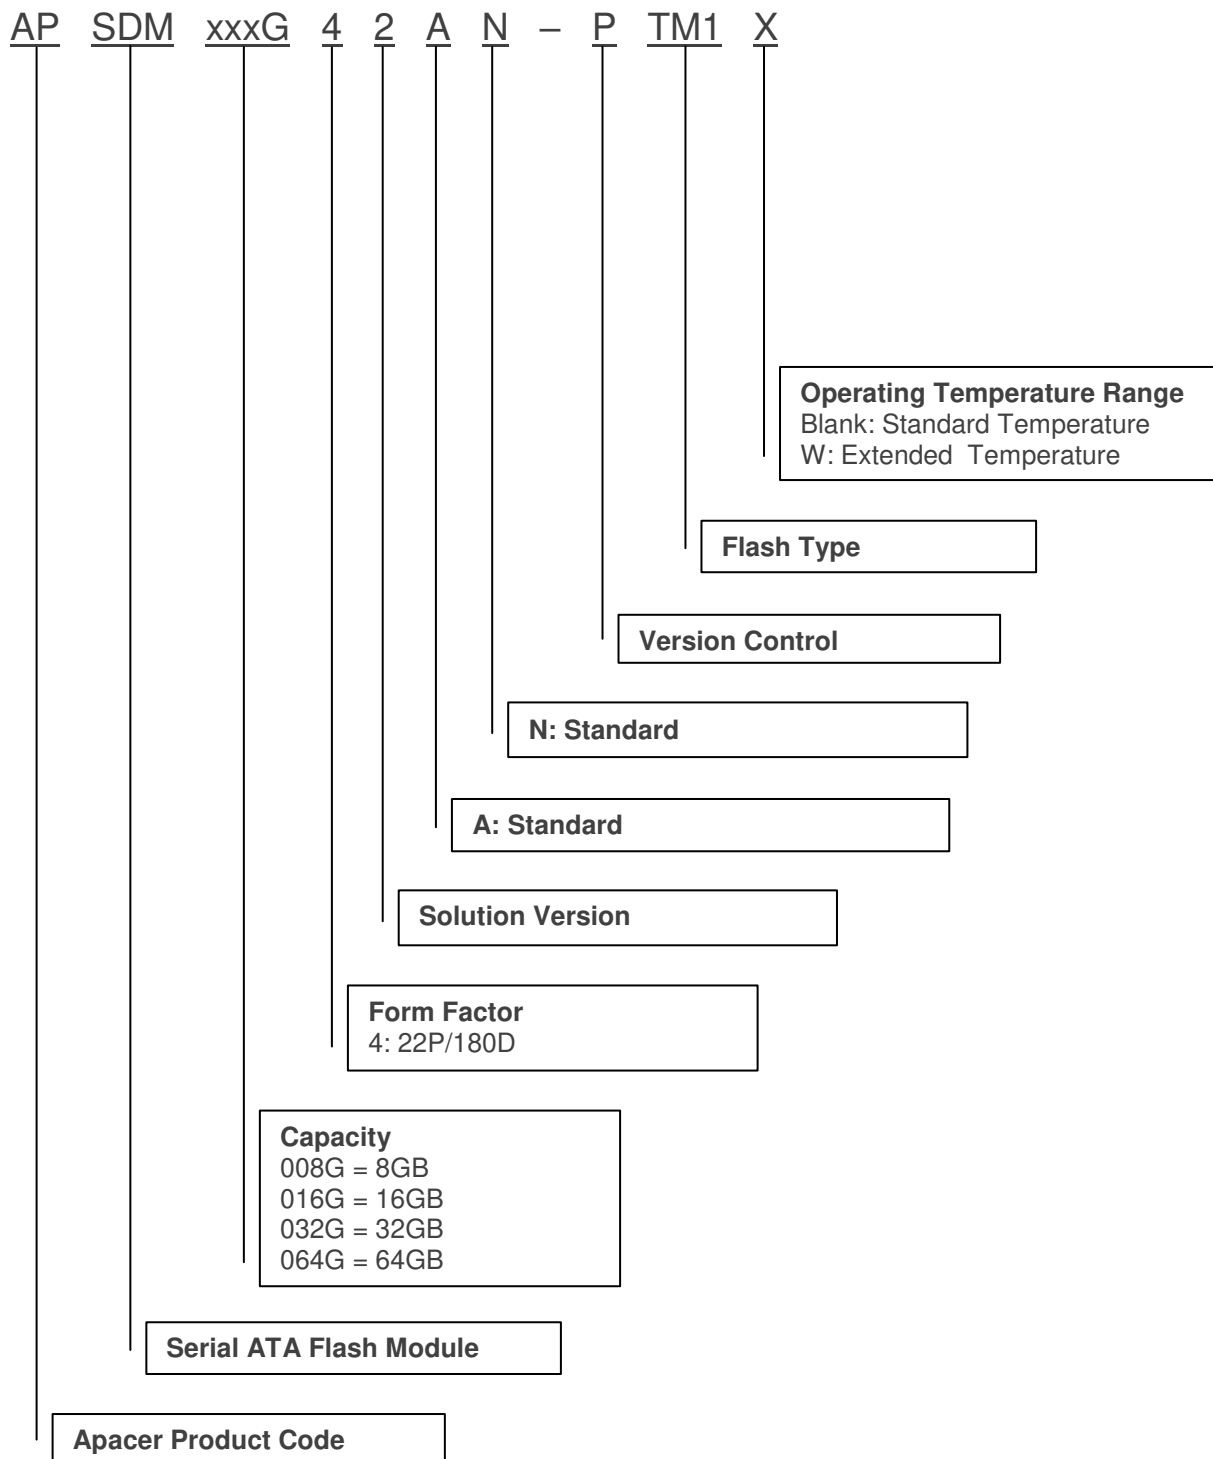 AP SDM xxxG 4 2 A N – P TM1 X
Operating Temperature Range
Blank: Standard Temperature
W: Extended Temperature
Flash Type
Version Control
N: Standard
A: Standard
Solution Version
Form Factor
4: 22P/180D
Capacity
008G = 8GB
016G = 16GB
032G = 32GB
064G = 64GB
Serial ATA Flash Module
Apacer Product Code